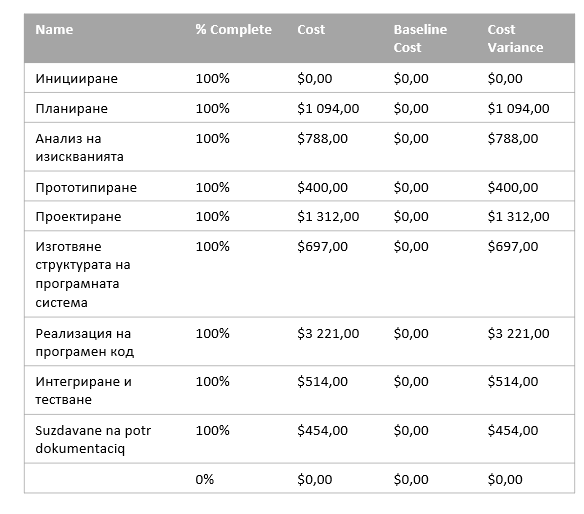 Name % Complete Cost Baseline Cost Cost Variance
Иницииране 100% $0,00 $0,00 $0,00
Планиране 100% $1 094,00 $0,00 $1 094,00
Анализ на 100% $788,00 $0,00 $788,00
изискванията
Прототипиране 100% $400,00 $0,00 $400,00
Проектиране 100% $1 312,00 $0,00 $1 312,00
Изготвяне 100% $697,00 $0,00 $697,00
структурата на
програмната
система
Реализация на 100% $3 221,00 $0,00 $3 221,00
програмен код
Интегриране и 100% $514,00 $0,00 $514,00
тестване
Suzdavane na potr 100% $454,00 $0,00 $454,00
dokumentaciq
0% $0,00 $0,00 $0,00